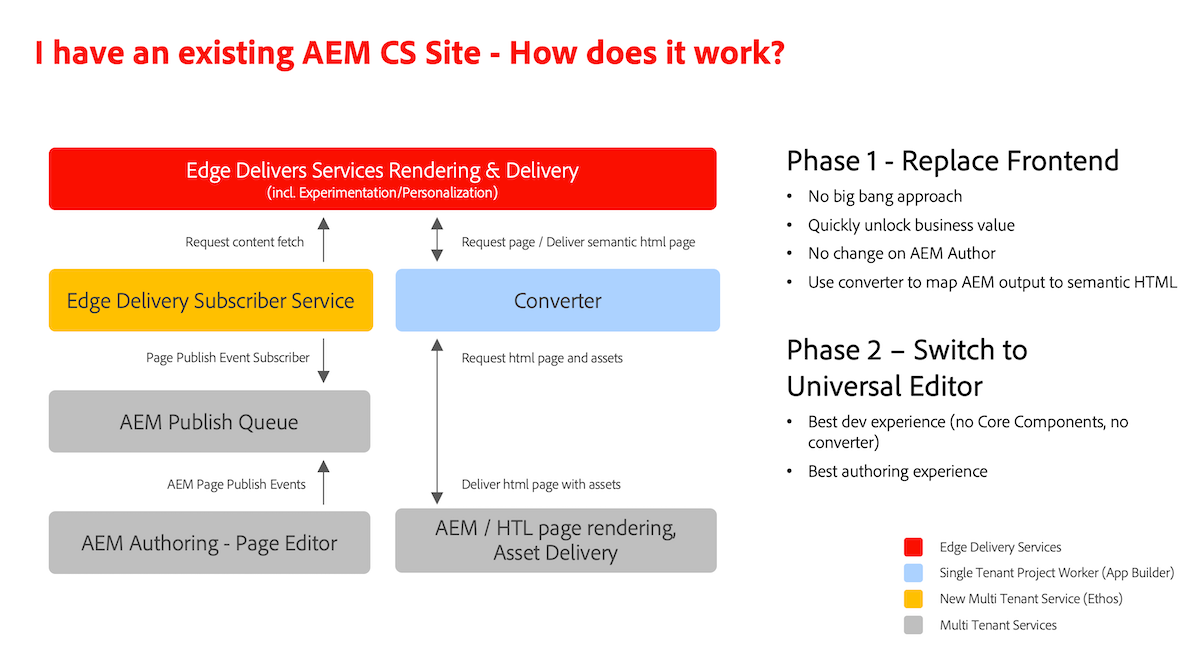 I have an existing AEM CS Site - How does it work?
Edge Delivers Services Rendering & Delivery
(incl. Experimentation/Personalization)
Request content fetch
Request page / Deliver semantic html page
Edge Delivery Subscriber Service
Converter
Page Publish Event Subscriber
Request html page and assets
AEM Publish Queue
AEM Page Publish Events
Deliver html page with assets
AEM Authoring - Page Editor
AEM / HTL page rendering,
Asset Delivery
Phase 1 - Replace Frontend
• No big bang approach
• Quickly unlock business value
• No change on AEM Author
• Use converter to map AEM output to semantic HTML
Phase 2 – Switch to
Universal Editor
• Best dev experience (no Core Components, no
converter)
• Best authoring experience
Edge Delivery Services
Single Tenant Project Worker (App Builder)
New Multi Tenant Service (Ethos)
Multi Tenant Services